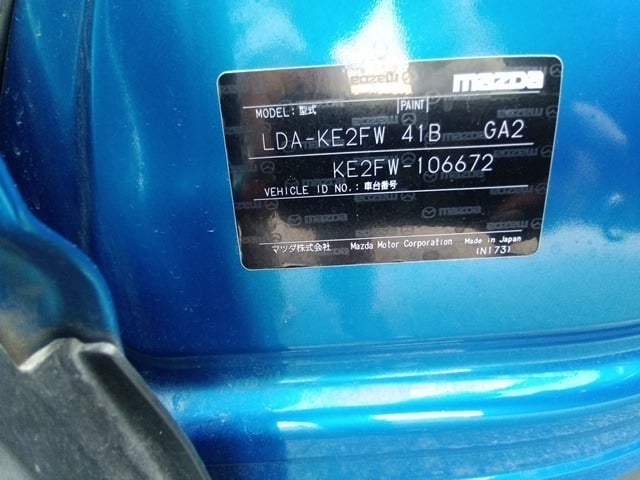 mazda
MODEL: 型式 PAINT
LDA-KE2FW 41B GA2
KE2FW-106672
VEHICLE ID NO.: 車台番号
マツダ株式会社 Mazda Motor Corporation Made in Japan
(N173)